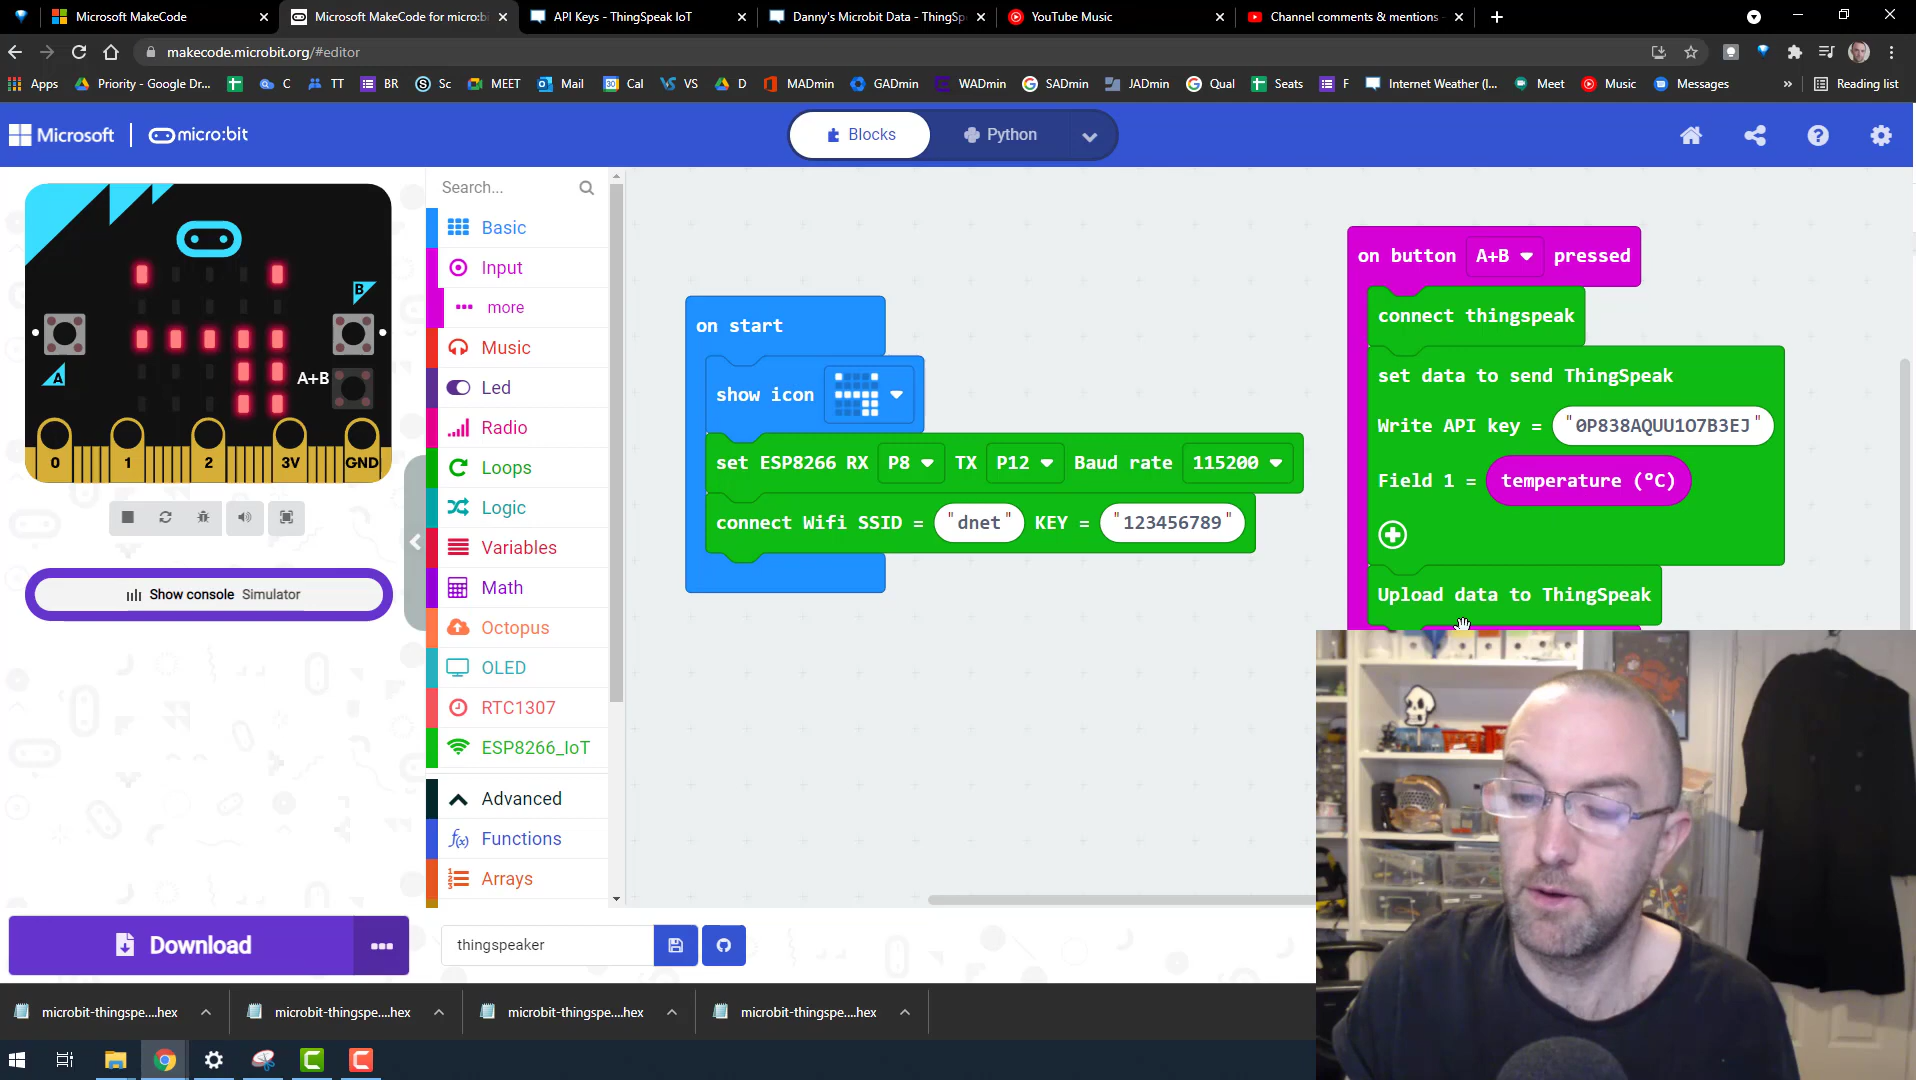 Microsoft MakeCode
Microsoft MakeCode for micro:bi
API Keys - ThingSpeak IoT
Danny's Microbit Data - ThingSp
YouTube Music
Channel comments & mentions -
makecode.microbit.org/#editor
Apps
Priority - Google Dr...
C
TT
BR
Sc
MEET
Mail
Cal
VS
D
MAdmin
GAdmin
WAdmin
SAdmin
JAdmin
Qual
Seats
F
Internet Weather (I...
Meet
Music
Messages
»
Reading list
Microsoft
micro:bit
Blocks
Python
B
A
A+B
0
1
2
3V
GND
Show console Simulator
Search...
Basic
Input
more
Music
Led
Radio
Loops
Logic
Variables
Math
Octopus
OLED
RTC1307
ESP8266_IoT
Advanced
Functions
Arrays
on start
show icon
set ESP8266 RX P8 TX P12 Baud rate 115200
connect Wifi SSID = "dnet" KEY = "123456789"
on button A+B pressed
connect thingspeak
set data to send ThingSpeak
Write API key = "0P838AQUU1O7B3EJ"
Field 1 = temperature (°C)
Upload data to ThingSpeak
Download
thingspeaker
microbit-thingspe....hex
microbit-thingspe....hex
microbit-thingspe....hex
microbit-thingspe....hex